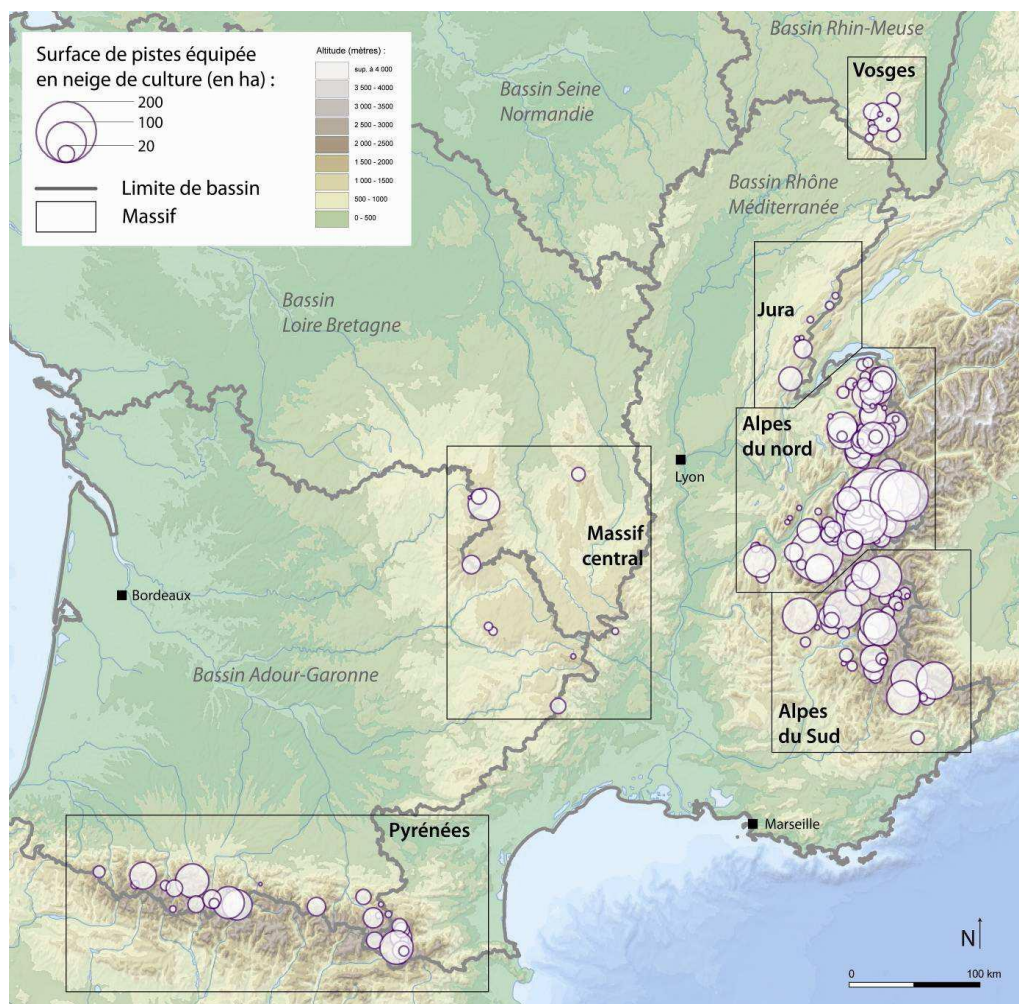 Surface de pistes équipée
en neige de culture (en ha) :
200
100
20
Limite de bassin
Massif
Altitude (mètres) :
sup. à 4 000
3 500 - 4000
3 000 - 3500
2 500 - 3000
2 000 - 2500
1 500 - 2000
1 000 - 1500
500 - 1000
0 - 500
Bassin Rhin-Meuse
Vosges
Bassin Seine
Normandie
Bassin Rhône
Méditerranée
Bassin
Loire Bretagne
Jura
Alpes
du nord
Lyon
Massif
central
Bordeaux
Bassin Adour-Garonne
Alpes
du Sud
Marseille
Pyrénées
N
0 100 km